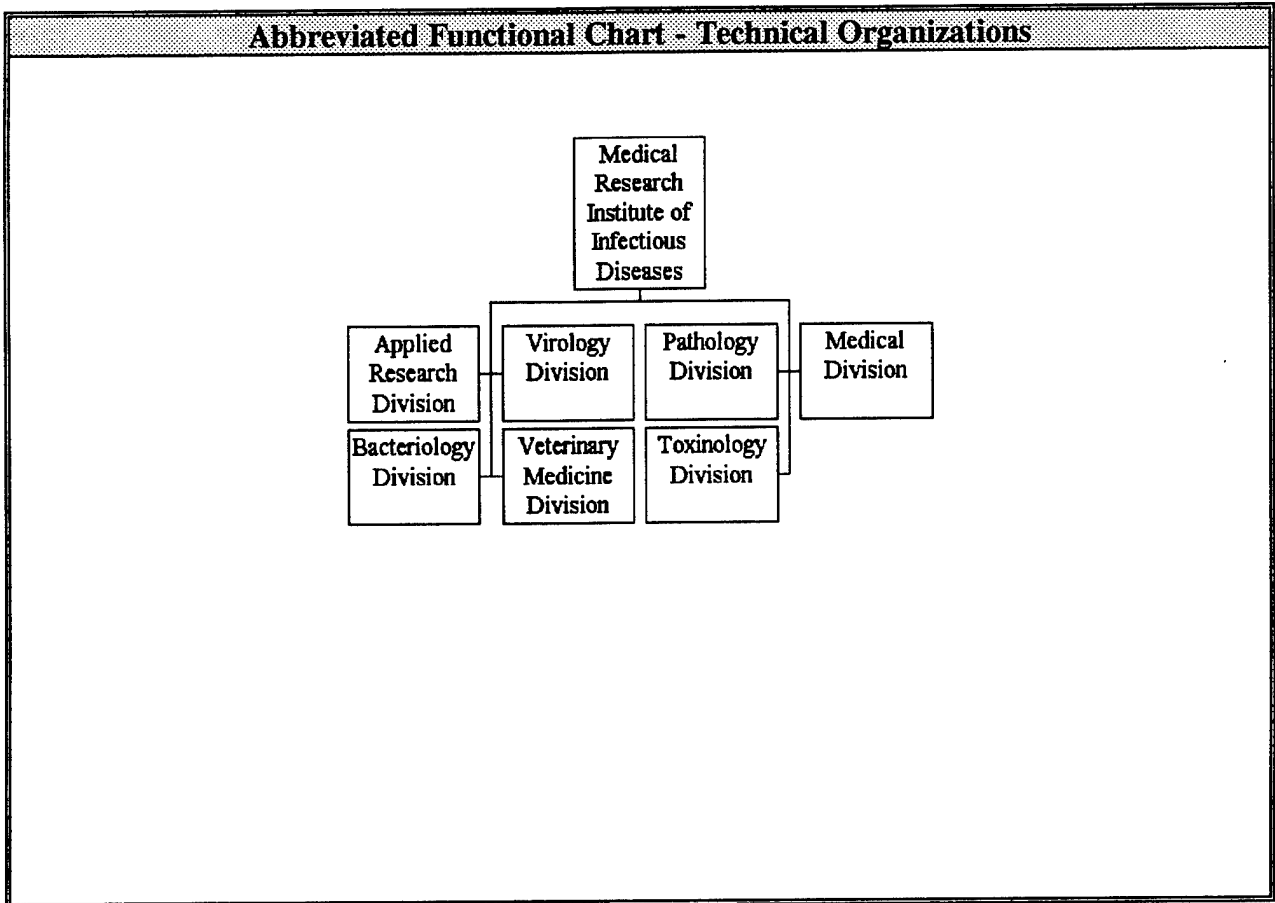 Abbreviated Functional Chart - Technical Organizations
Medical
Research
Institute of
Infectious
Diseases
Applied
Research
Division
Virology
Division
Pathology
Division
Medical
Division
Bacteriology
Division
Veterinary
Medicine
Division
Toxinology
Division